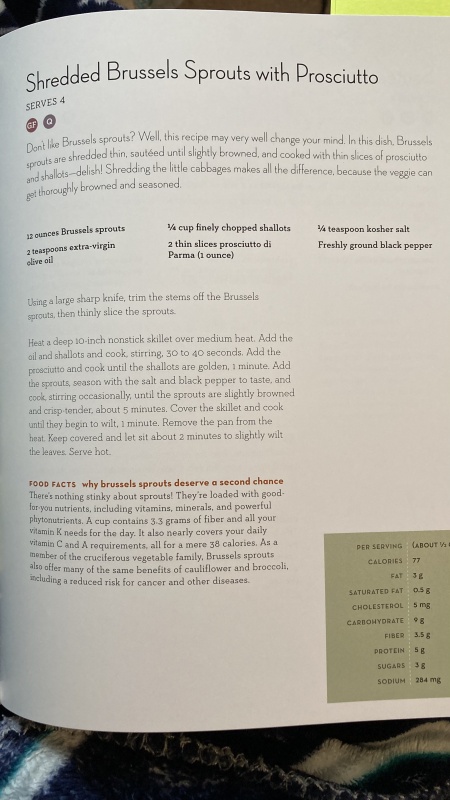 Shredded Brussels Sprouts with Prosciutto
SERVES 4
GF Q
Don't like Brussels sprouts? Well, this recipe may very well change your mind. In this dish, Brussels
sprouts are shredded thin, sautéed until slightly browned, and cooked with thin slices of prosciutto
and shallots—delish! Shredding the little cabbages makes all the difference, because the veggie can
get thoroughly browned and seasoned.
12 ounces Brussels sprouts
2 teaspoons extra-virgin
olive oil
¼ cup finely chopped shallots
2 thin slices prosciutto di
Parma (1 ounce)
¼ teaspoon kosher salt
Freshly ground black pepper
Using a large sharp knife, trim the stems off the Brussels
sprouts, then thinly slice the sprouts.
Heat a deep 10-inch nonstick skillet over medium heat. Add the
oil and shallots and cook, stirring, 30 to 40 seconds. Add the
prosciutto and cook until the shallots are golden, 1 minute. Add
the sprouts, season with the salt and black pepper to taste, and
cook, stirring occasionally, until the sprouts are slightly browned
and crisp-tender, about 5 minutes. Cover the skillet and cook
until they begin to wilt, 1 minute. Remove the pan from the
heat. Keep covered and let sit about 2 minutes to slightly wilt
the leaves. Serve hot.
FOOD FACTS why brussels sprouts deserve a second chance
There's nothing stinky about sprouts! They're loaded with good-
for-you nutrients, including vitamins, minerals, and powerful
phytonutrients. A cup contains 3.3 grams of fiber and all your
vitamin K needs for the day. It also nearly covers your daily
vitamin C and A requirements, all for a mere 38 calories. As a
member of the cruciferous vegetable family, Brussels sprouts
also offer many of the same benefits of cauliflower and broccoli,
including a reduced risk for cancer and other diseases.
PER SERVING (ABOUT ½
CALORIES 77
FAT 3 g
SATURATED FAT 0.5 g
CHOLESTEROL 5 mg
CARBOHYDRATE 9 g
FIBER 3.5 g
PROTEIN 5 g
SUGARS 3 g
SODIUM 284 mg